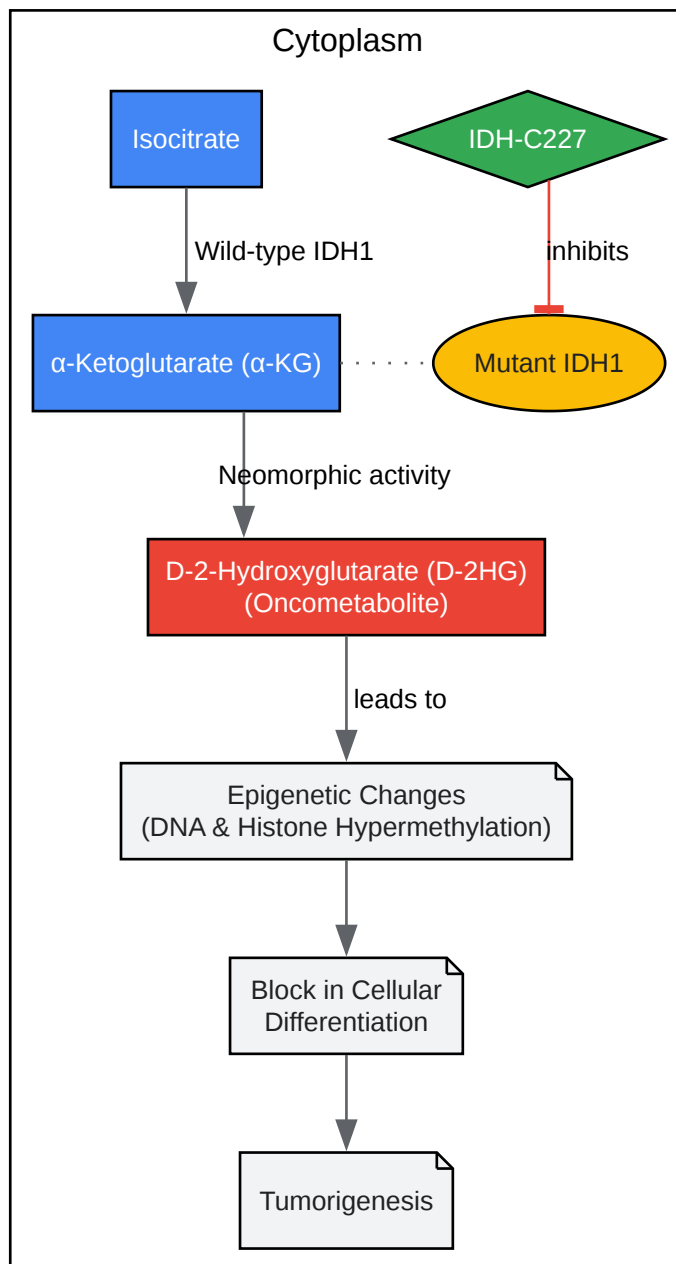 Cytoplasm
Isocitrate
IDH-C227
Wild-type IDH1
inhibits
α-Ketoglutarate (α-KG)
Mutant IDH1
Neomorphic activity
D-2-Hydroxyglutarate (D-2HG)
(Oncometabolite)
leads to
Epigenetic Changes
(DNA & Histone Hypermethylation)
Block in Cellular
Differentiation
Tumorigenesis